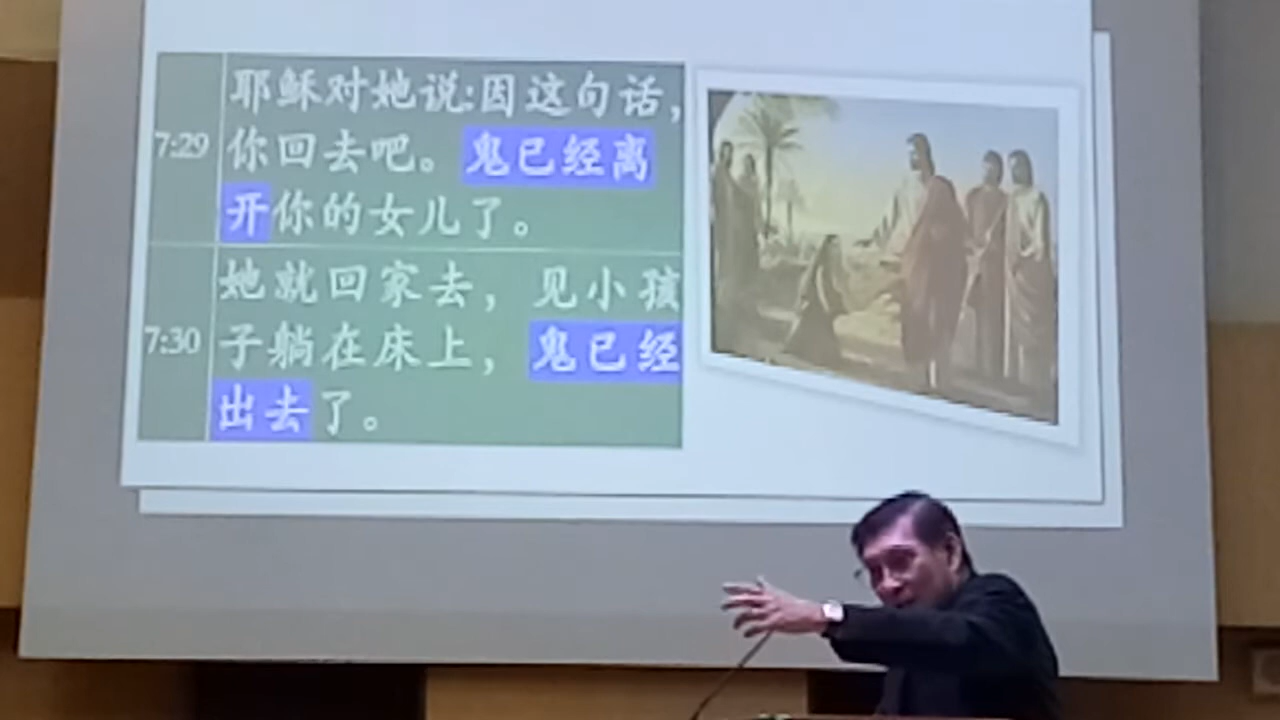 7:29
耶稣对她说:因这句话,
你回去吧。鬼已经离
开你的女儿了。
7:30
她就回家去，见小孩
子躺在床上，鬼已经
出去了。